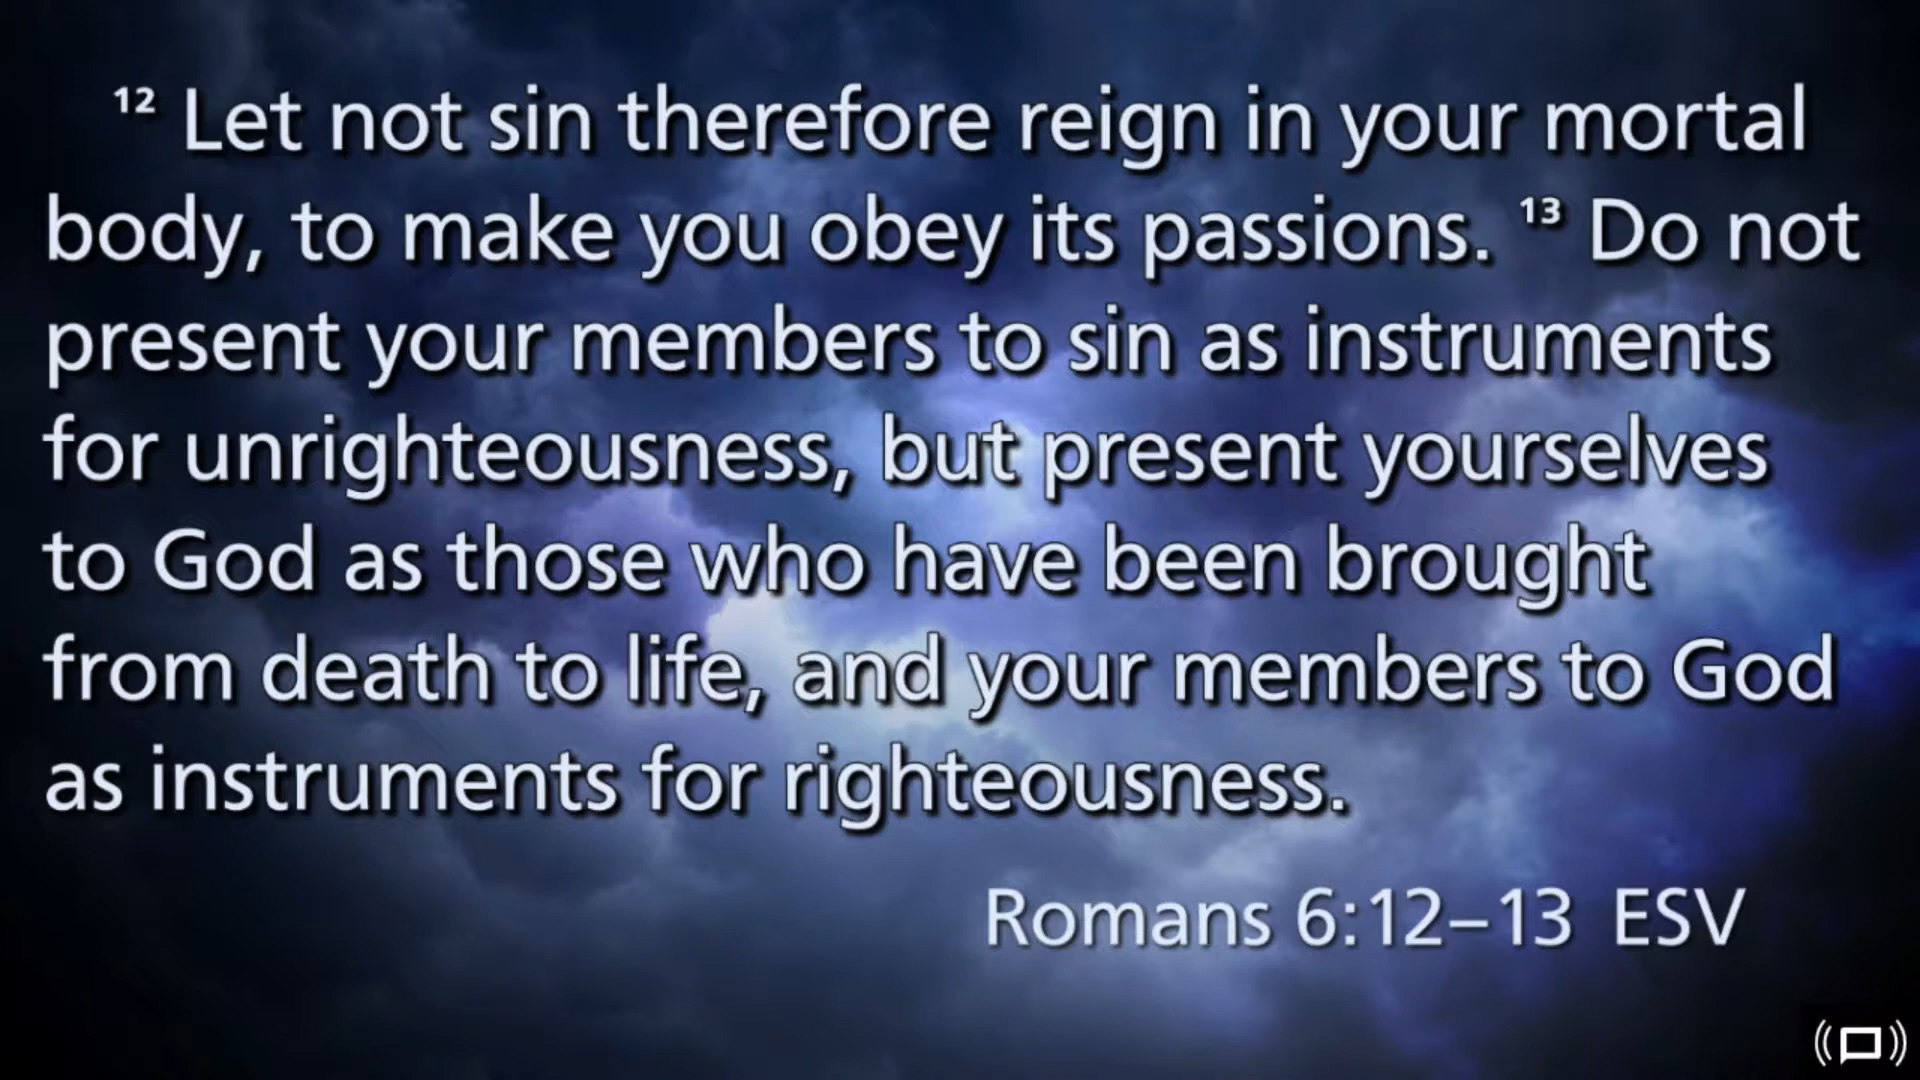 ¹² Let not sin therefore reign in your mortal
body, to make you obey its passions. ¹³ Do not
present your members to sin as instruments
for unrighteousness, but present yourselves
to God as those who have been brought
from death to life, and your members to God
as instruments for righteousness.
Romans 6:12–13 ESV